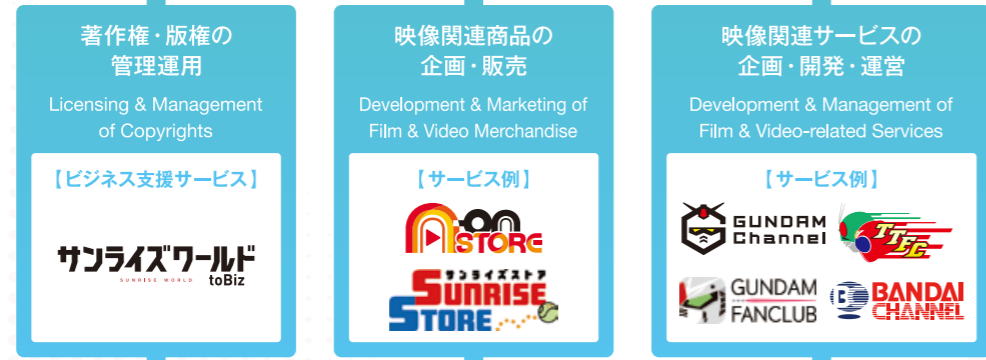 著作権・版権の
管理運用
Licensing & Management
of Copyrights
【ビジネス支援サービス】
サンライズワールド
SUNRISE WORLD
toBiz
映像関連商品の
企画・販売
Development & Marketing of
Film & Video Merchandise
【サービス例】
A-on
STORE
サンライズストア
SUNRISE
STORE
映像関連サービスの
企画・開発・運営
Development & Management of
Film & Video-related Services
【サービス例】
GUNDAM
Channel
TTFC
GUNDAM
FANCLUB
B
BANDAI
CHANNEL